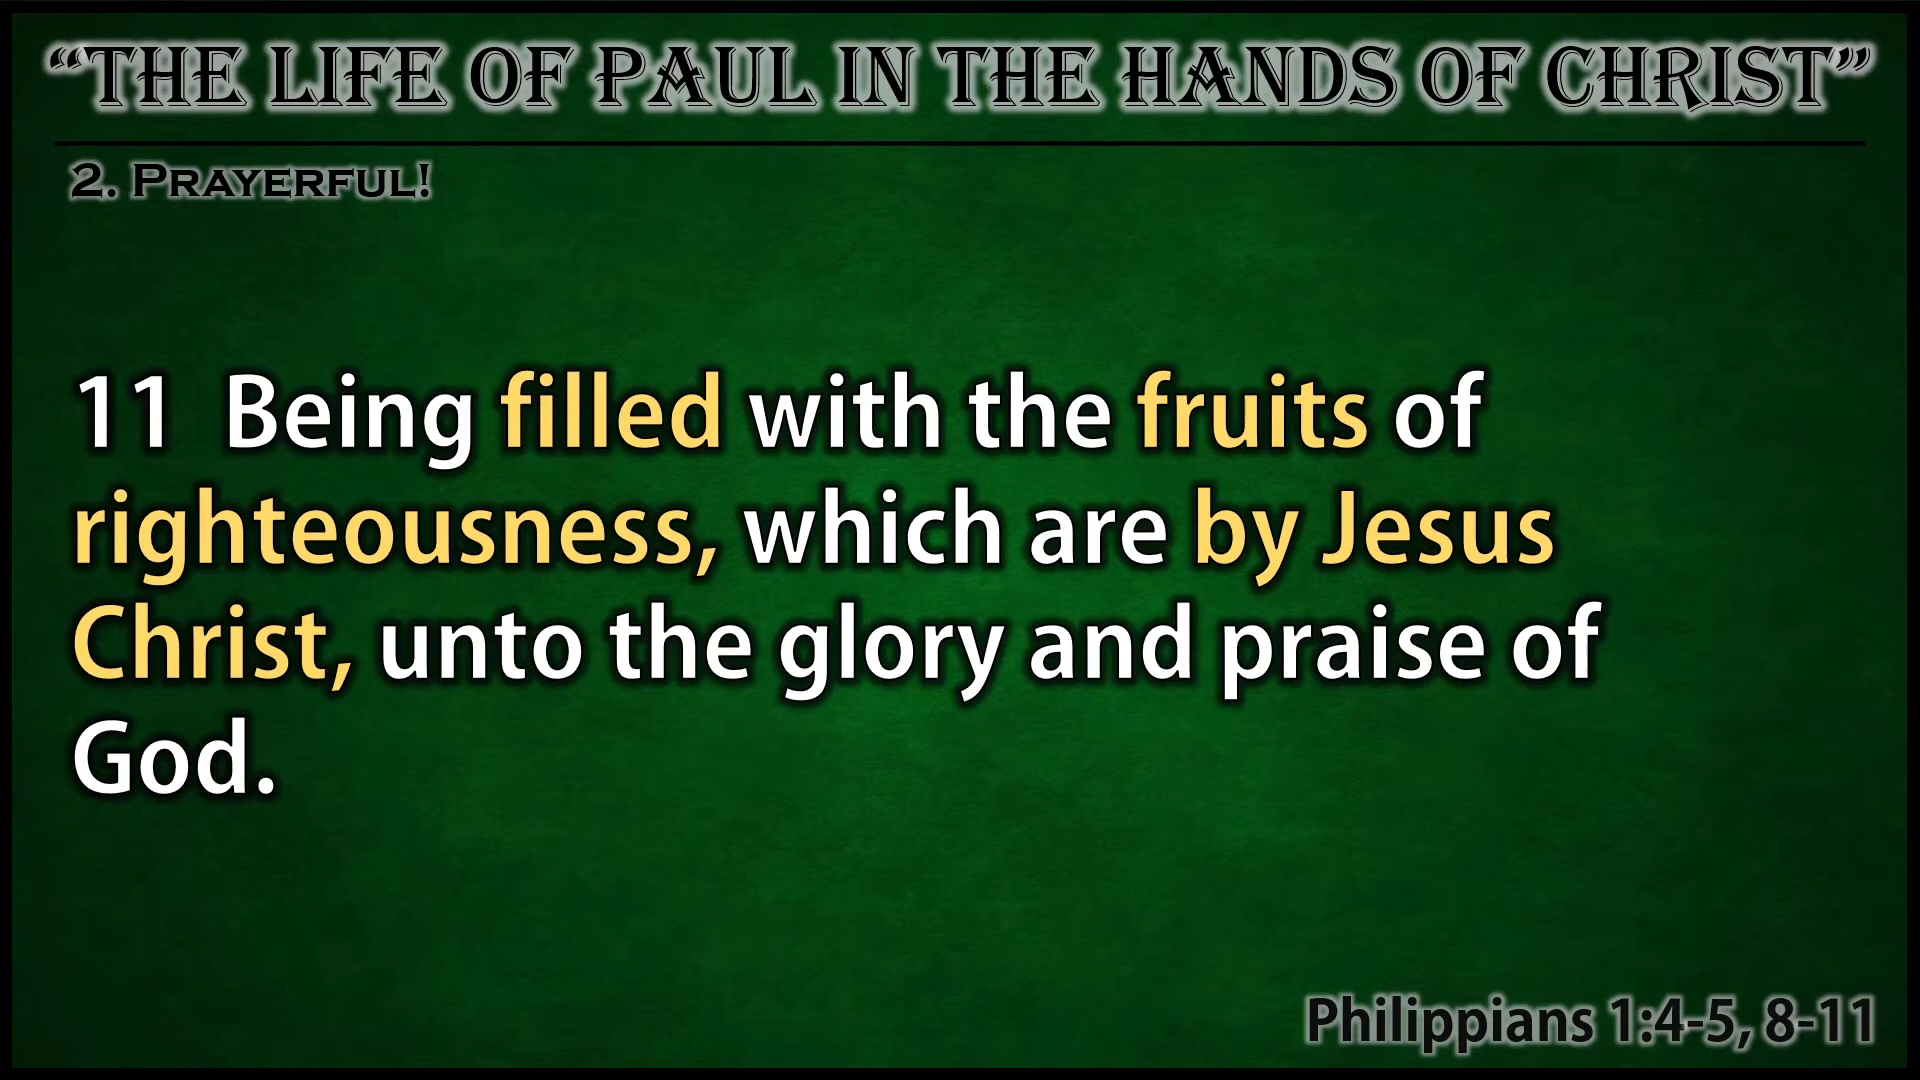 “THE LIFE OF PAUL IN THE HANDS OF CHRIST”
2. PRAYERFUL!
11  Being filled with the fruits of
righteousness, which are by Jesus
Christ, unto the glory and praise of
God.
Philippians 1:4-5, 8-11